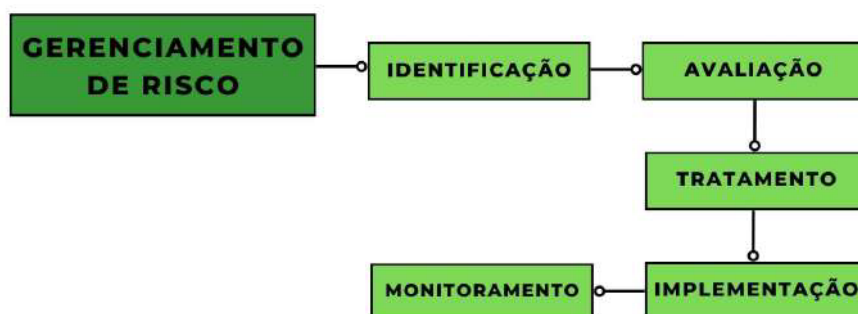 GERENCIAMENTO
DE RISCO
IDENTIFICAÇÃO
AVALIAÇÃO
TRATAMENTO
IMPLEMENTAÇÃO
MONITORAMENTO